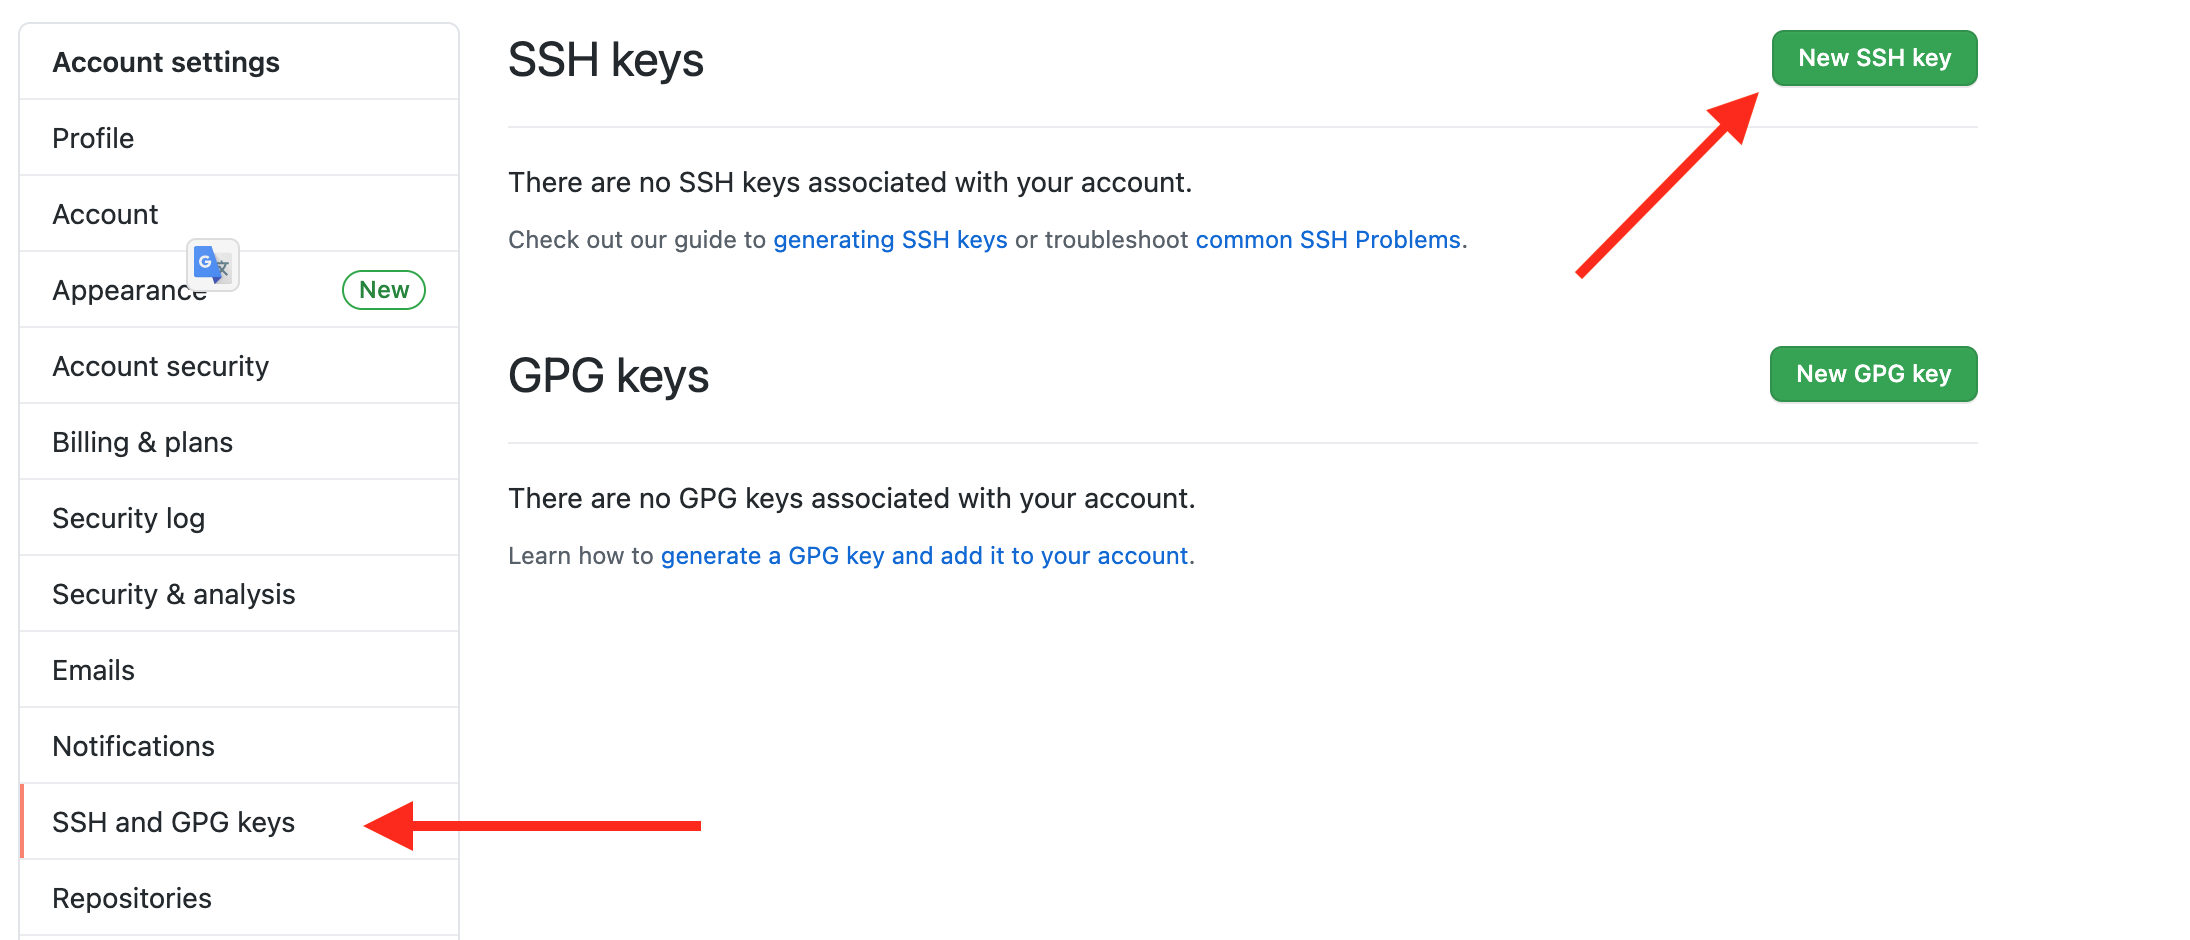 Account settings
Profile
Account
Appearance New
Account security
Billing & plans
Security log
Security & analysis
Emails
Notifications
SSH and GPG keys
Repositories
SSH keys
New SSH key
There are no SSH keys associated with your account.
Check out our guide to generating SSH keys or troubleshoot common SSH Problems.
GPG keys
New GPG key
There are no GPG keys associated with your account.
Learn how to generate a GPG key and add it to your account.